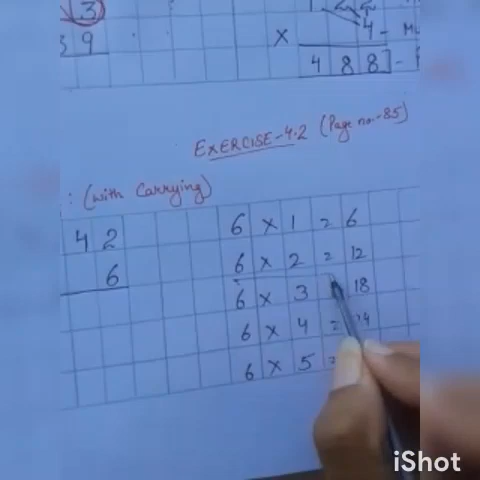 3
3 9
4 - M
×
4 8 8 -
EXERCISE-4.2 (Page no.-85)
: (with Carrying)
4 2
6
6 × 1 = 6
6 × 2 = 12
6 × 3 18
6 × 4 = 24
6 × 5 =
iShot